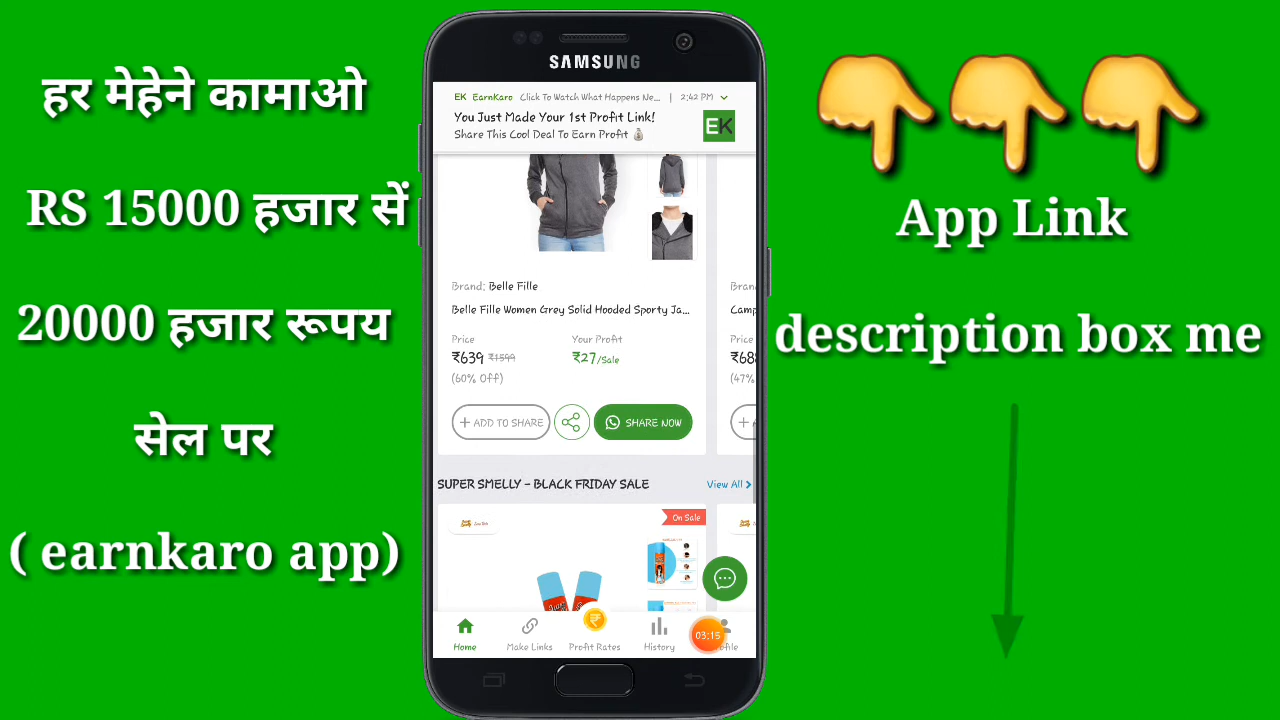 हर मेहेने कामाओ
RS 15000 हजार सें
20000 हजार रूपय
सेल पर
( earnkaro app)
SAMSUNG
EK EarnKaro Click To Watch What Happens Ne... | 2:42 PM
You Just Made Your 1st Profit Link!
Share This Cool Deal To Earn Profit
EK
Brand: Belle Fille
Belle Fille Women Grey Solid Hooded Sporty Ja...
Price Your Profit
₹639 ₹1599 ₹27/Sale
(60% Off)
+ ADD TO SHARE SHARE NOW
Brand
Camp
Price
₹68
(47%
SUPER SMELLY - BLACK FRIDAY SALE View All
On Sale
Home Make Links Profit Rates History ofile
03:15
App Link
description box me